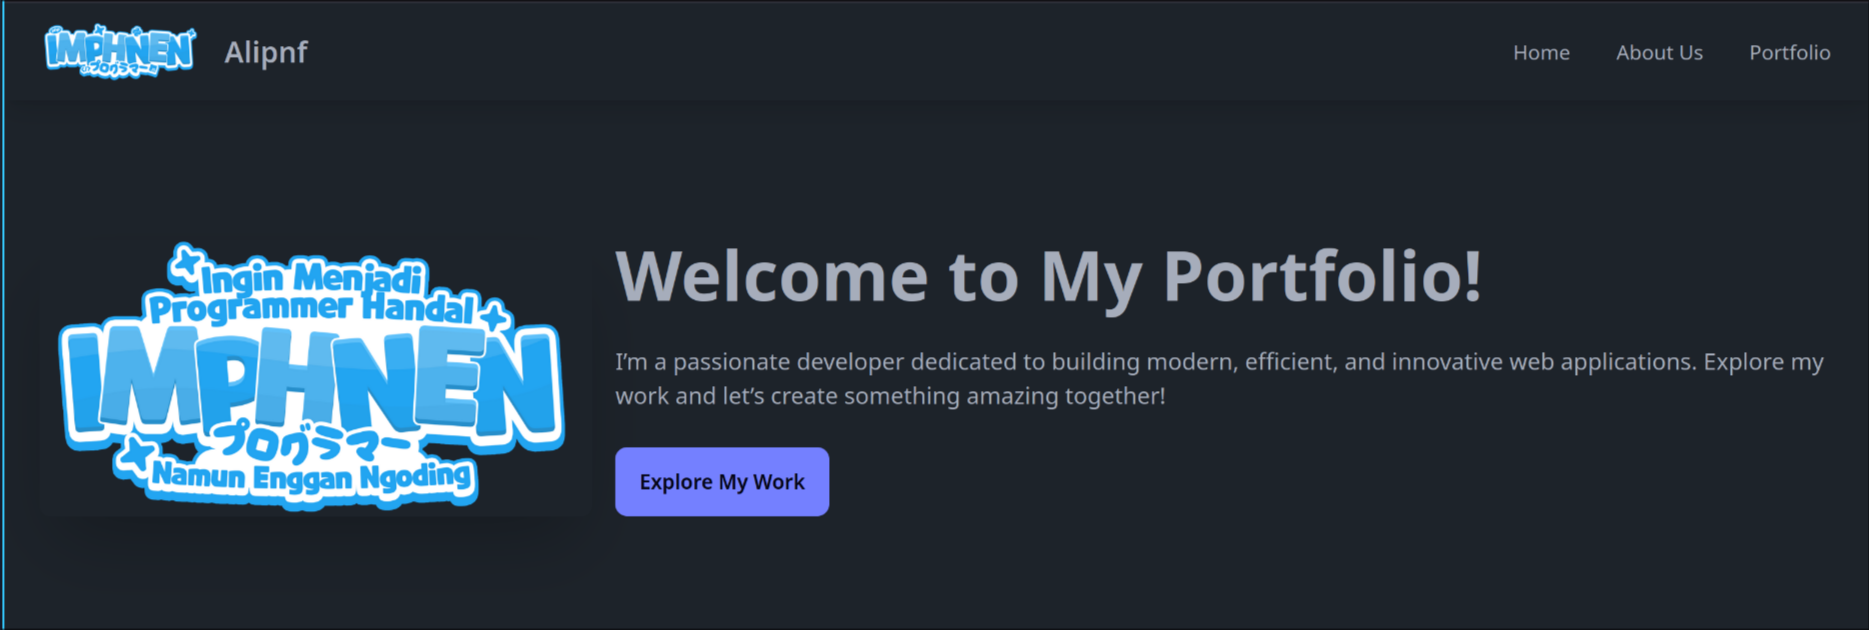 IMPHNEN
プログラマー
Alipnf
Home
About Us
Portfolio
Ingin Menjadi
Programmer Handal
IMPHNEN
プログラマー
Namun Enggan Ngoding
Welcome to My Portfolio!
I’m a passionate developer dedicated to building modern, efficient, and innovative web applications. Explore my
work and let’s create something amazing together!
Explore My Work